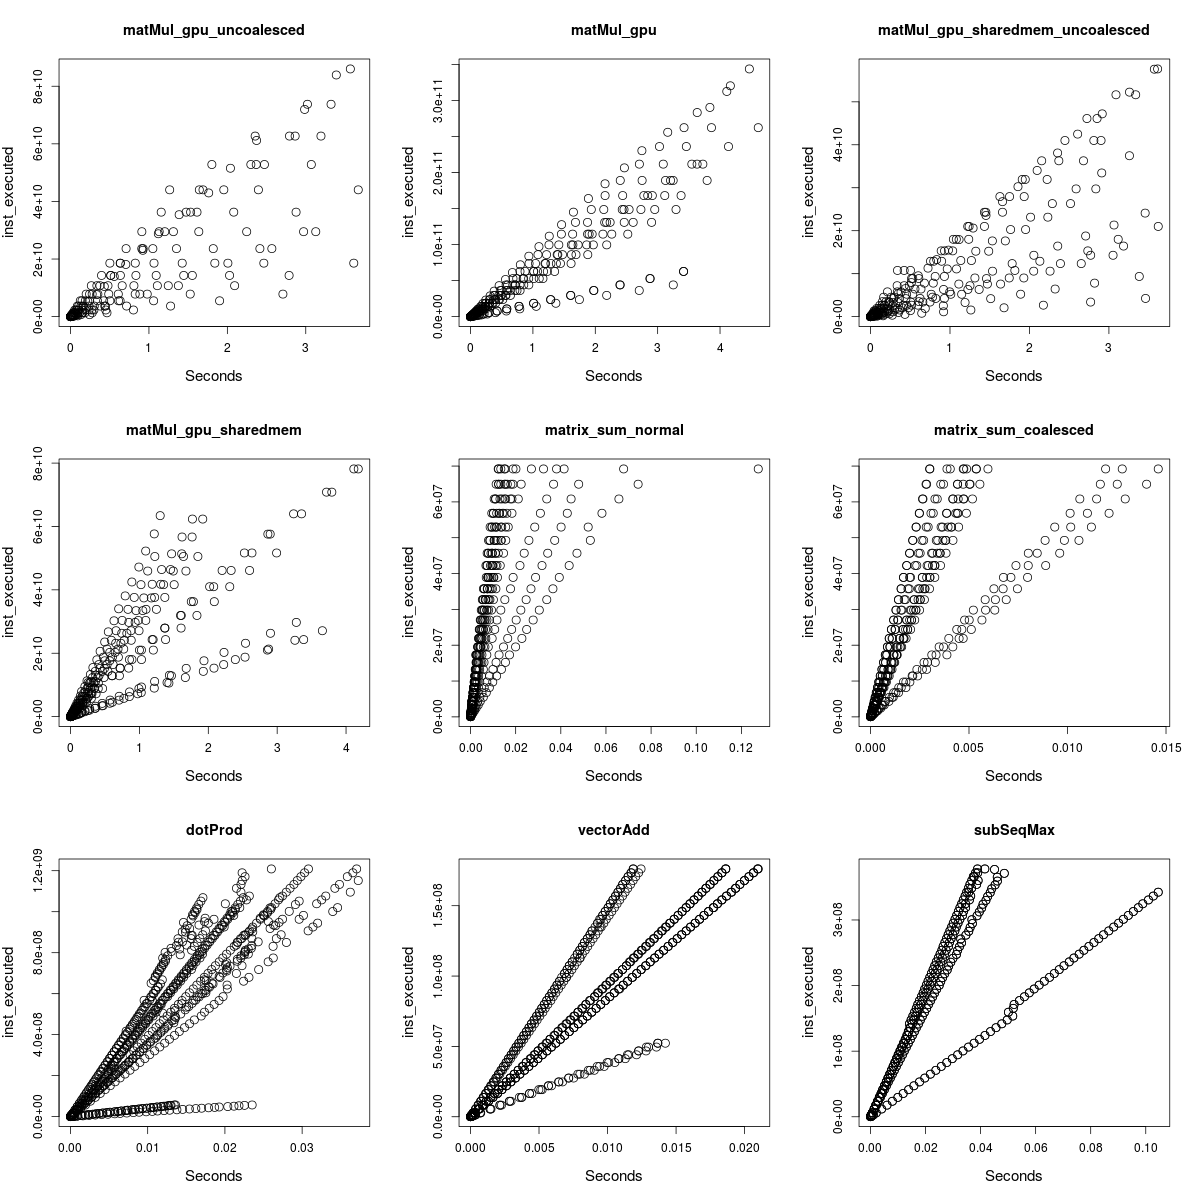 matMul_gpu_uncoalesced
inst_executed
0e+00 2e+10 4e+10 6e+10 8e+10
0 1 2 3
Seconds
matMul_gpu
inst_executed
0.0e+00 1.0e+11 2.0e+11 3.0e+11
0 1 2 3 4
Seconds
matMul_gpu_sharedmem_uncoalesced
inst_executed
0e+00 2e+10 4e+10
0 1 2 3
Seconds
matMul_gpu_sharedmem
inst_executed
0e+00 2e+10 4e+10 6e+10 8e+10
0 1 2 3 4
Seconds
matrix_sum_normal
inst_executed
0e+00 2e+07 4e+07 6e+07
0.00 0.02 0.04 0.06 0.08 0.10 0.12
Seconds
matrix_sum_coalesced
inst_executed
0e+00 2e+07 4e+07 6e+07
0.000 0.005 0.010 0.015
Seconds
dotProd
inst_executed
0.0e+00 4.0e+08 8.0e+08 1.2e+09
0.00 0.01 0.02 0.03
Seconds
vectorAdd
inst_executed
0.0e+00 5.0e+07 1.0e+08 1.5e+08
0.000 0.005 0.010 0.015 0.020
Seconds
subSeqMax
inst_executed
0e+00 1e+08 2e+08 3e+08
0.00 0.02 0.04 0.06 0.08 0.10
Seconds